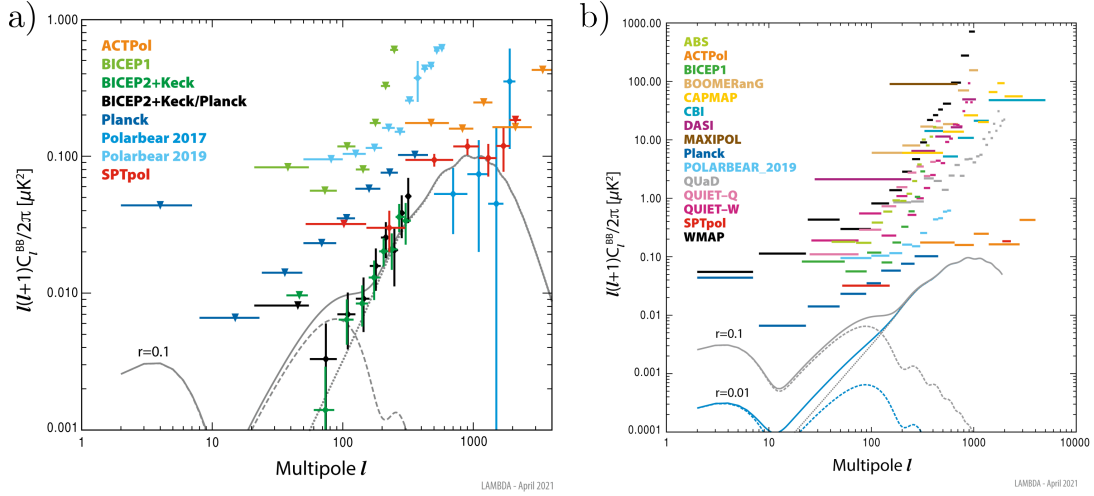 a)
l(l+1)C_l^BB/2π [μK²]
1.000
0.100
0.010
0.001
ACTPol
BICEP1
BICEP2+Keck
BICEP2+Keck/Planck
Planck
Polarbear 2017
Polarbear 2019
SPTpol
r=0.1
1 10 100 1000
Multipole l
LAMBDA - April 2021
b)
l(l+1)C_l^BB/2π [μK²]
1000.00
100.00
10.00
1.00
0.10
0.01
0.001
0.0001
ABS
ACTPol
BICEP1
BOOMERanG
CAPMAP
CBI
DASI
MAXIPOL
Planck
POLARBEAR_2019
QUaD
QUIET-Q
QUIET-W
SPTpol
WMAP
r=0.1
r=0.01
1 10 100 1000 10000
Multipole l
LAMBDA - April 2021